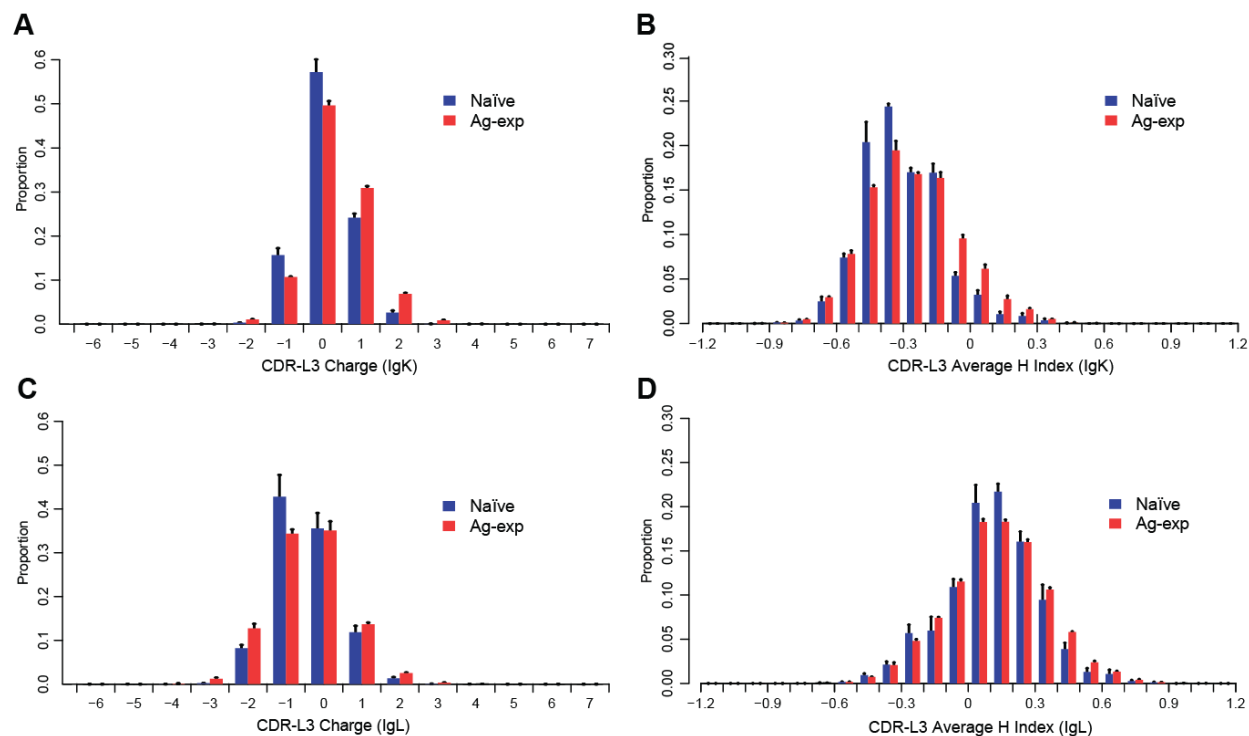 A
Proportion
0.0 0.1 0.2 0.3 0.4 0.5 0.6
Naïve
Ag-exp
−6 −5 −4 −3 −2 −1 0 1 2 3 4 5 6 7
CDR-L3 Charge (IgK)
B
Proportion
0.00 0.05 0.10 0.15 0.20 0.25 0.30
Naïve
Ag-exp
−1.2 −0.9 −0.6 −0.3 0 0.3 0.6 0.9 1.2
CDR-L3 Average H Index (IgK)
C
Proportion
0.0 0.1 0.2 0.3 0.4 0.5 0.6
Naïve
Ag-exp
−6 −5 −4 −3 −2 −1 0 1 2 3 4 5 6 7
CDR-L3 Charge (IgL)
D
Proportion
0.00 0.05 0.10 0.15 0.20 0.25 0.30
Naïve
Ag-exp
−1.2 −0.9 −0.6 −0.3 0 0.3 0.6 0.9 1.2
CDR-L3 Average H Index (IgL)